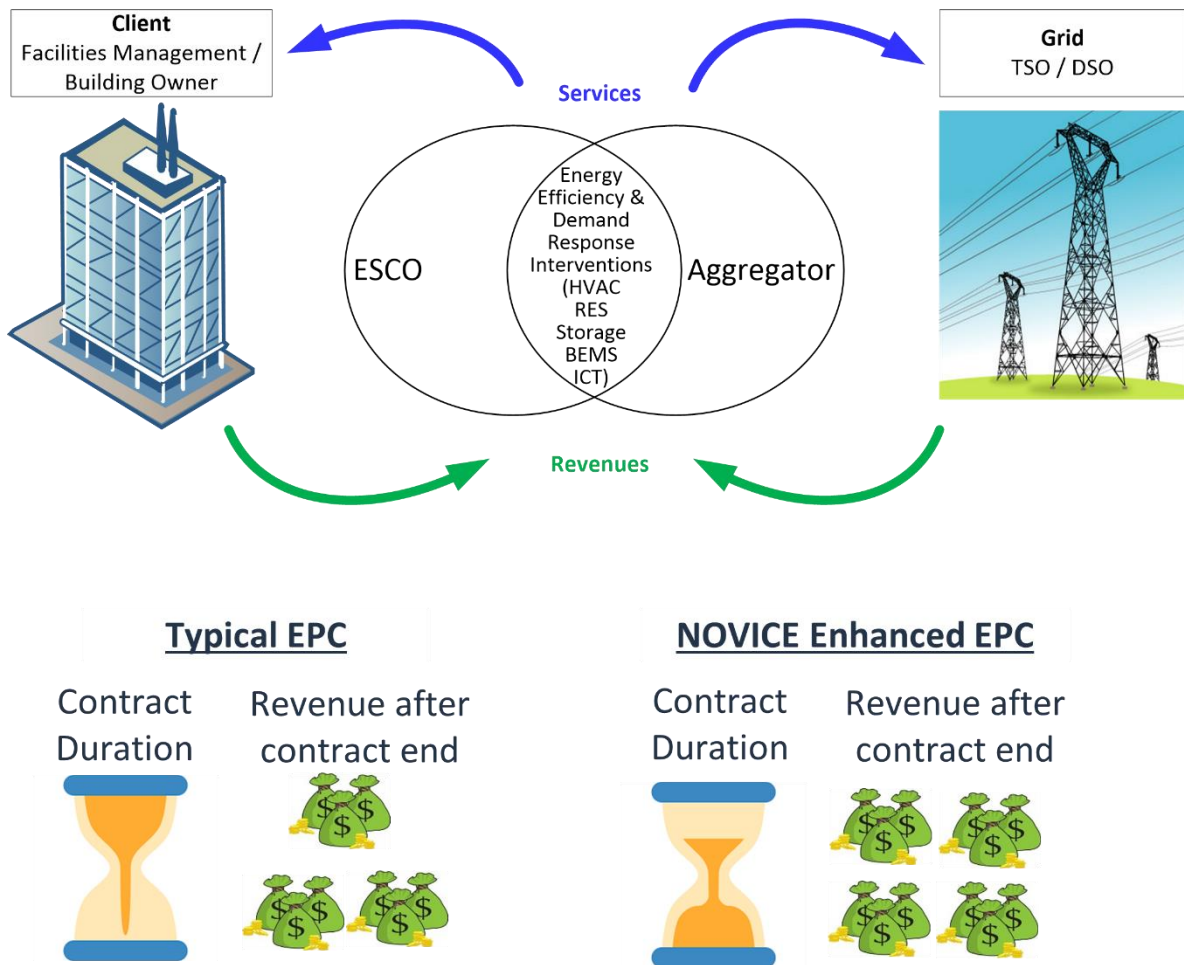 Client
Facilities Management /
Building Owner
Grid
TSO / DSO
Services
ESCO
Energy
Efficiency &
Demand
Response
Interventions
(HVAC
RES
Storage
BEMS
ICT)
Aggregator
Revenues
Typical EPC
Contract
Duration
Revenue after
contract end
$ $
$
$ $
$
$ $
$
NOVICE Enhanced EPC
Contract
Duration
Revenue after
contract end
$ $
$
$ $
$
$ $
$
$ $
$